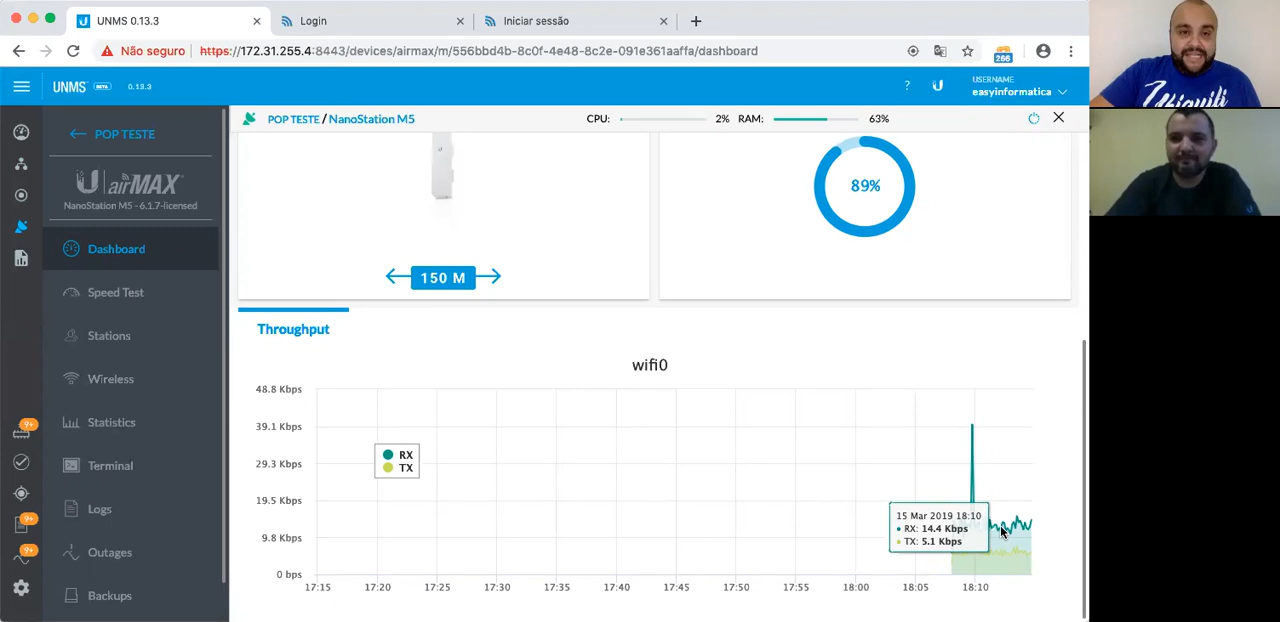 UNMS 0.13.3
Login
Iniciar sessão
Não seguro
https://172.31.255.4:8443/devices/airmax/m/556bbd4b-8c0f-4e48-8c2e-091e361aaffa/dashboard
266
UNMS BETA 0.13.3
?
USERNAME
easyinformatica
POP TESTE / NanoStation M5
CPU: 2% RAM: 63%
POP TESTE
airMAX
NanoStation M5 - 6.1.7-licensed
Dashboard
Speed Test
Stations
Wireless
Statistics
Terminal
Logs
Outages
Backups
9+
9+
9+
89%
150 M
Throughput
wifi0
48.8 Kbps
39.1 Kbps
29.3 Kbps
19.5 Kbps
9.8 Kbps
0 bps
RX
TX
15 Mar 2019 18:10
RX: 14.4 Kbps
TX: 5.1 Kbps
17:15 17:20 17:25 17:30 17:35 17:40 17:45 17:50 17:55 18:00 18:05 18:10